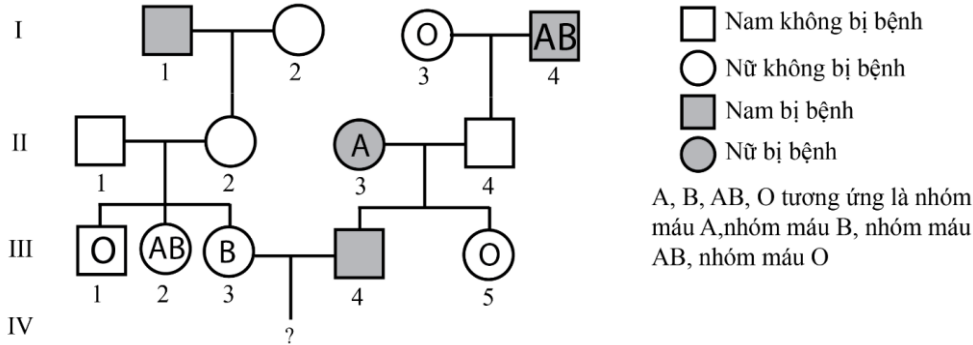 I
1
2
O
3
AB
4
II
1
2
A
3
4
III
O
1
AB
2
B
3
4
O
5
IV
?
Nam không bị bệnh
Nữ không bị bệnh
Nam bị bệnh
Nữ bị bệnh
A, B, AB, O tương ứng là nhóm
máu A,nhóm máu B, nhóm máu
AB, nhóm máu O